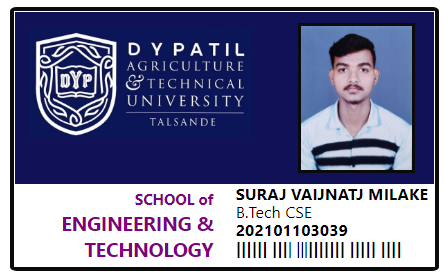 D Y PATIL
AGRICULTURE
& TECHNICAL
UNIVERSITY
TALSANDE
DYP
SCHOOL of
ENGINEERING &
TECHNOLOGY
SURAJ VAIJNATJ MILAKE
B.Tech CSE
202101103039